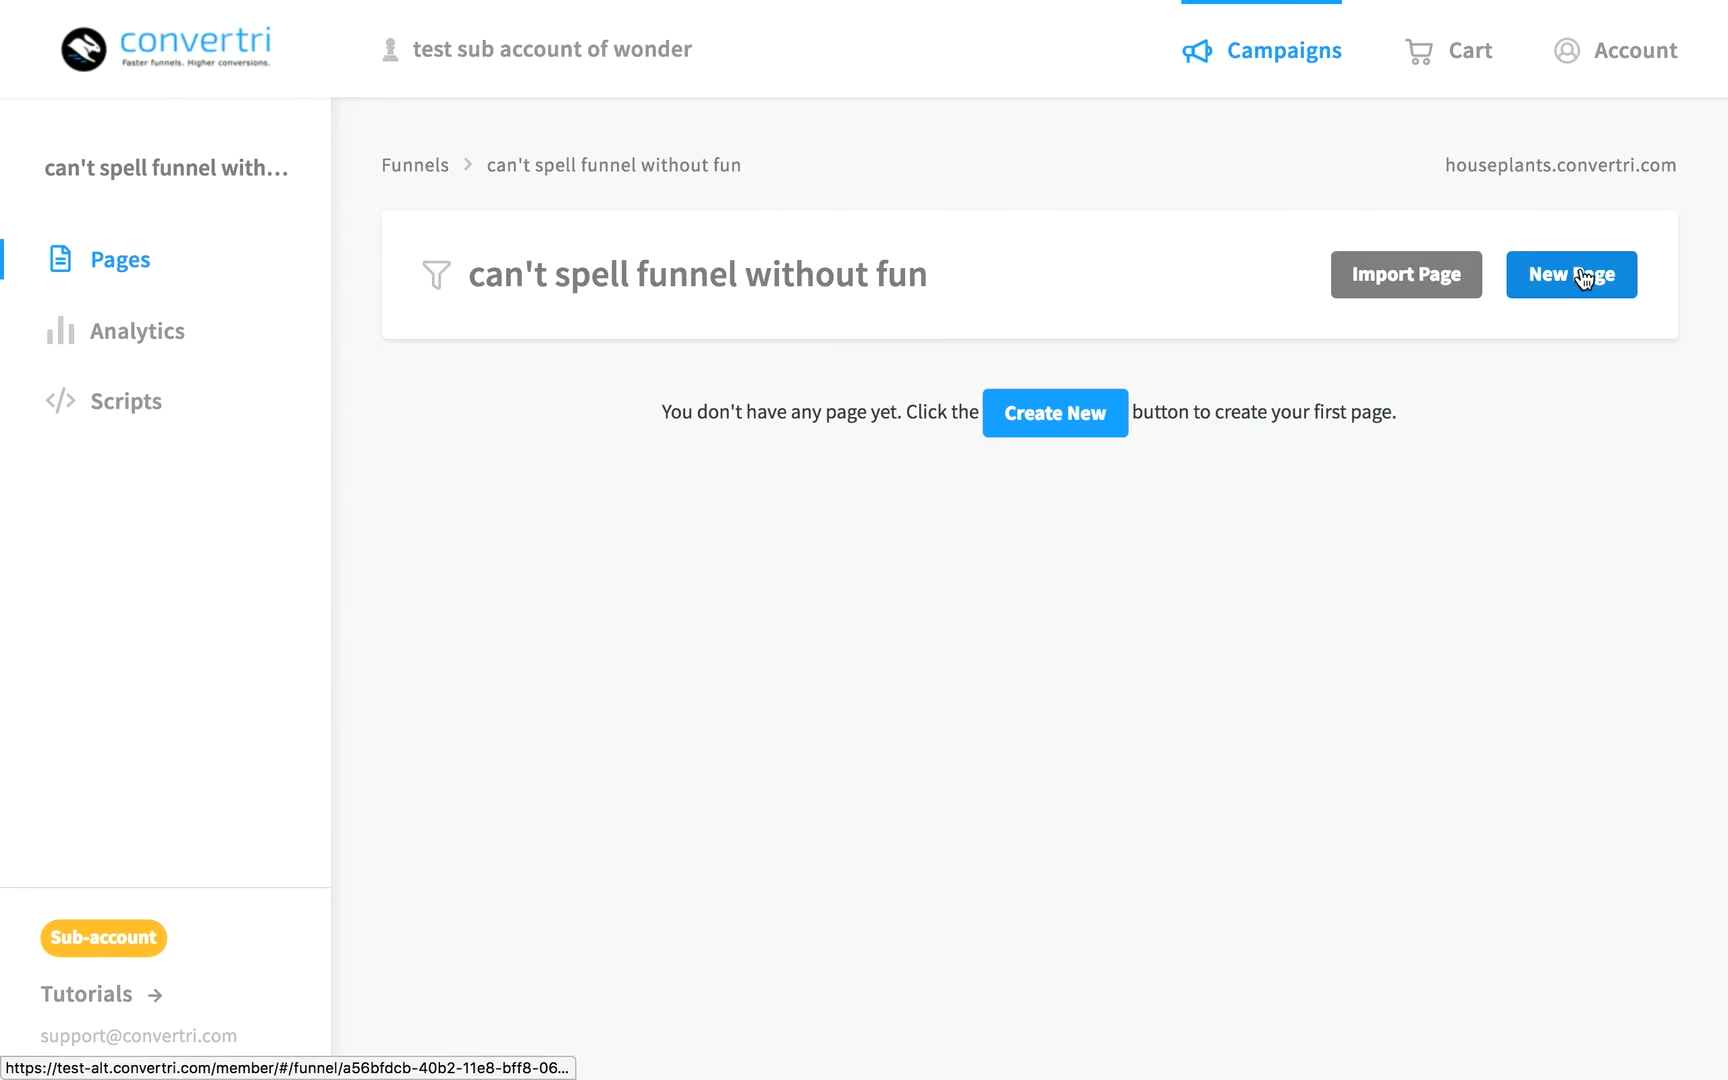 convertri
Faster funnels. Higher conversions.
test sub account of wonder
Campaigns
Cart
Account
can't spell funnel with...
Pages
Analytics
Scripts
Funnels > can't spell funnel without fun
houseplants.convertri.com
can't spell funnel without fun
Import Page
New Page
You don't have any page yet. Click the Create New button to create your first page.
Sub-account
Tutorials →
support@convertri.com
https://test-alt.convertri.com/member/#/funnel/a56bfdcb-40b2-11e8-bff8-06...